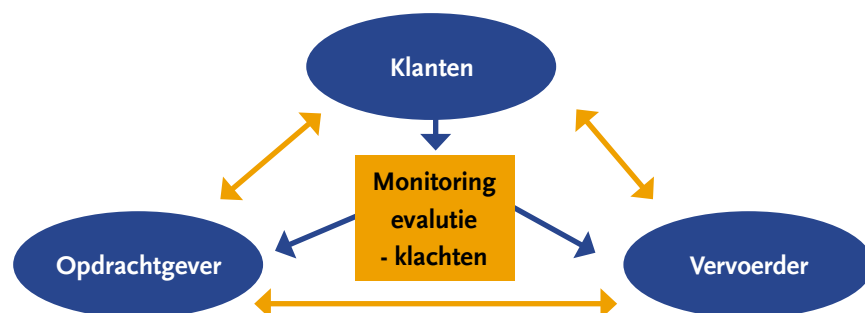 Klanten
Monitoring
evalutie
- klachten
Opdrachtgever
Vervoerder